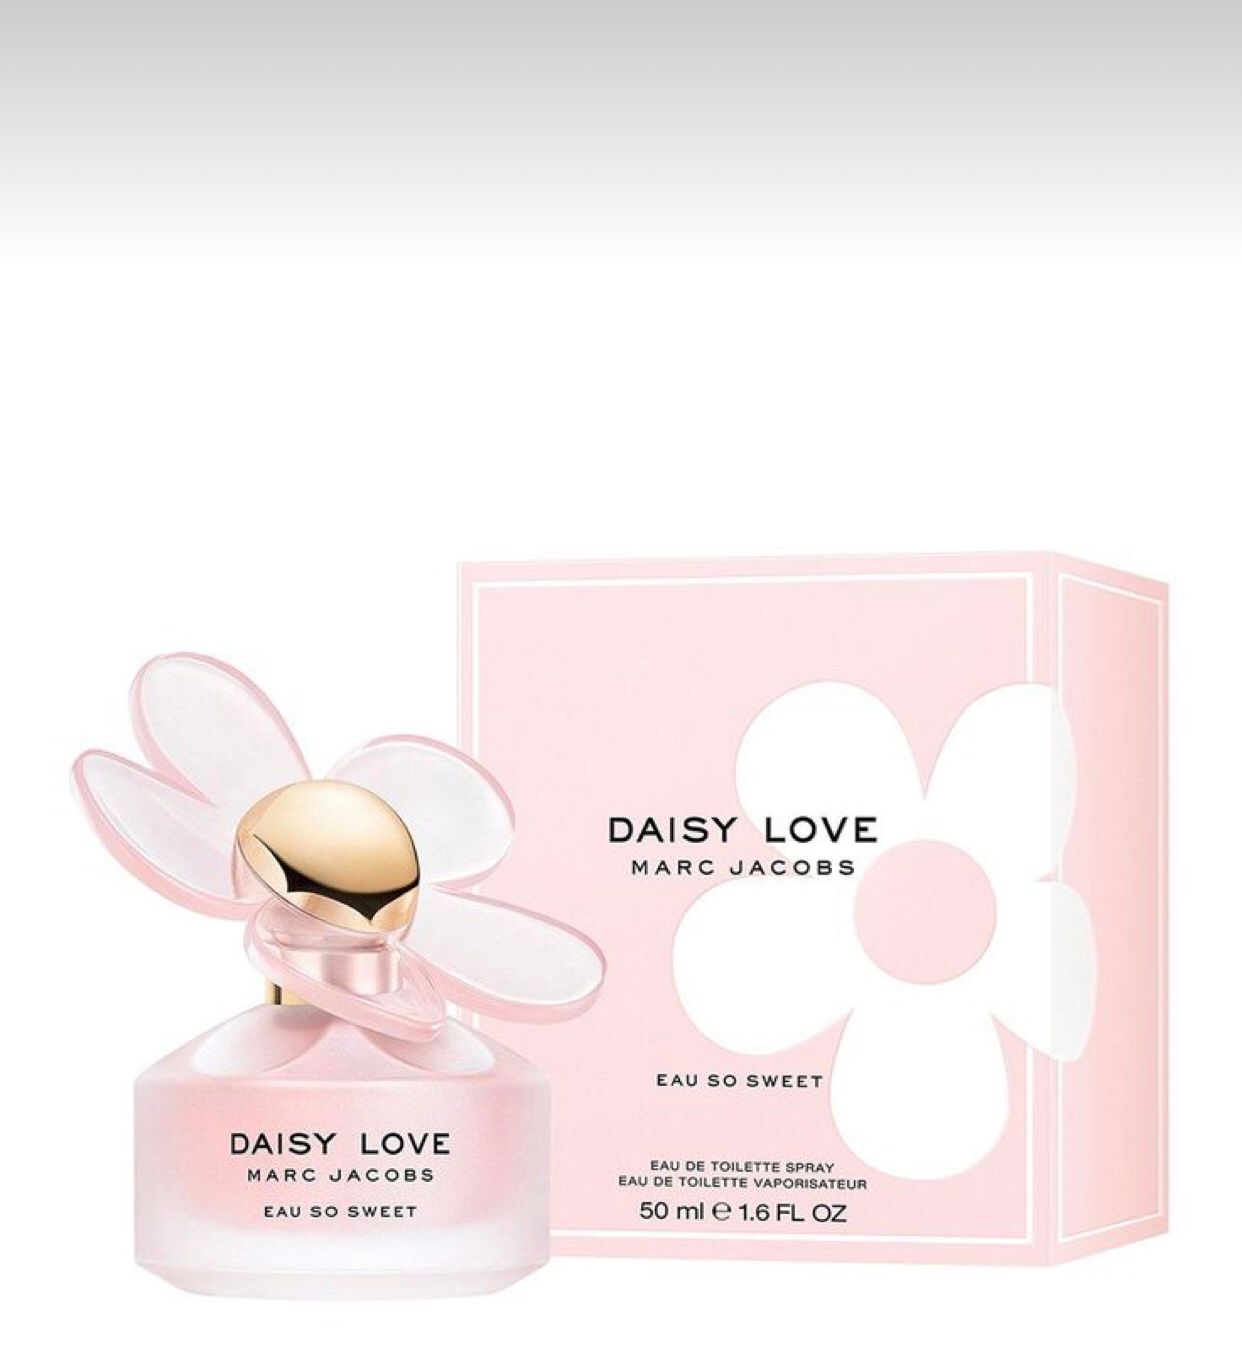 DAISY LOVE
MARC JACOBS
EAU SO SWEET
EAU DE TOILETTE SPRAY
EAU DE TOILETTE VAPORISATEUR
50 ml ℮ 1.6 FL OZ
DAISY LOVE
MARC JACOBS
EAU SO SWEET